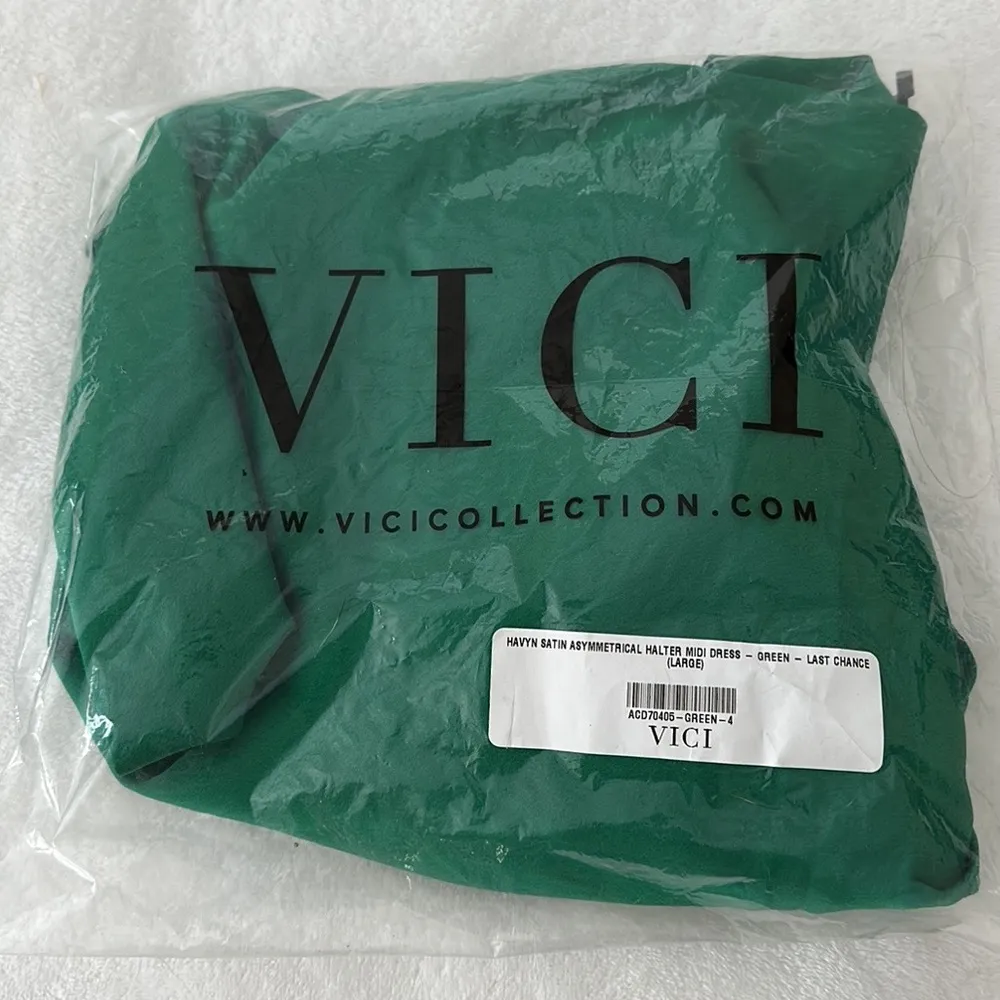 VICI
WWW.VICICOLLECTION.COM
HAVYN SATIN ASYMMETRICAL HALTER MIDI DRESS – GREEN – LAST CHANCE
(LARGE)
ACD70405-GREEN-4
VICI